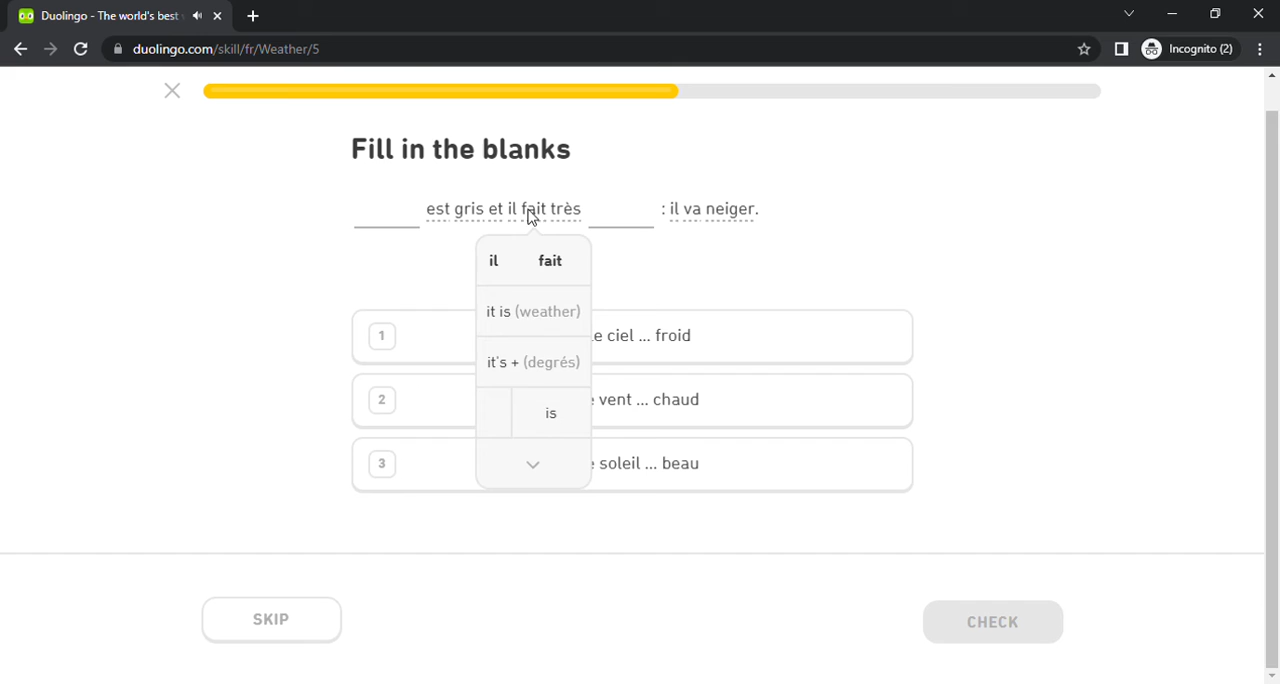 Duolingo - The world's best
duolingo.com/skill/fr/Weather/5
Incognito (2)
Fill in the blanks
est gris et il fait très : il va neiger.
il fait
it is (weather)
it's + (degrés)
is
1 e ciel ... froid
2 vent ... chaud
3 soleil ... beau
SKIP
CHECK